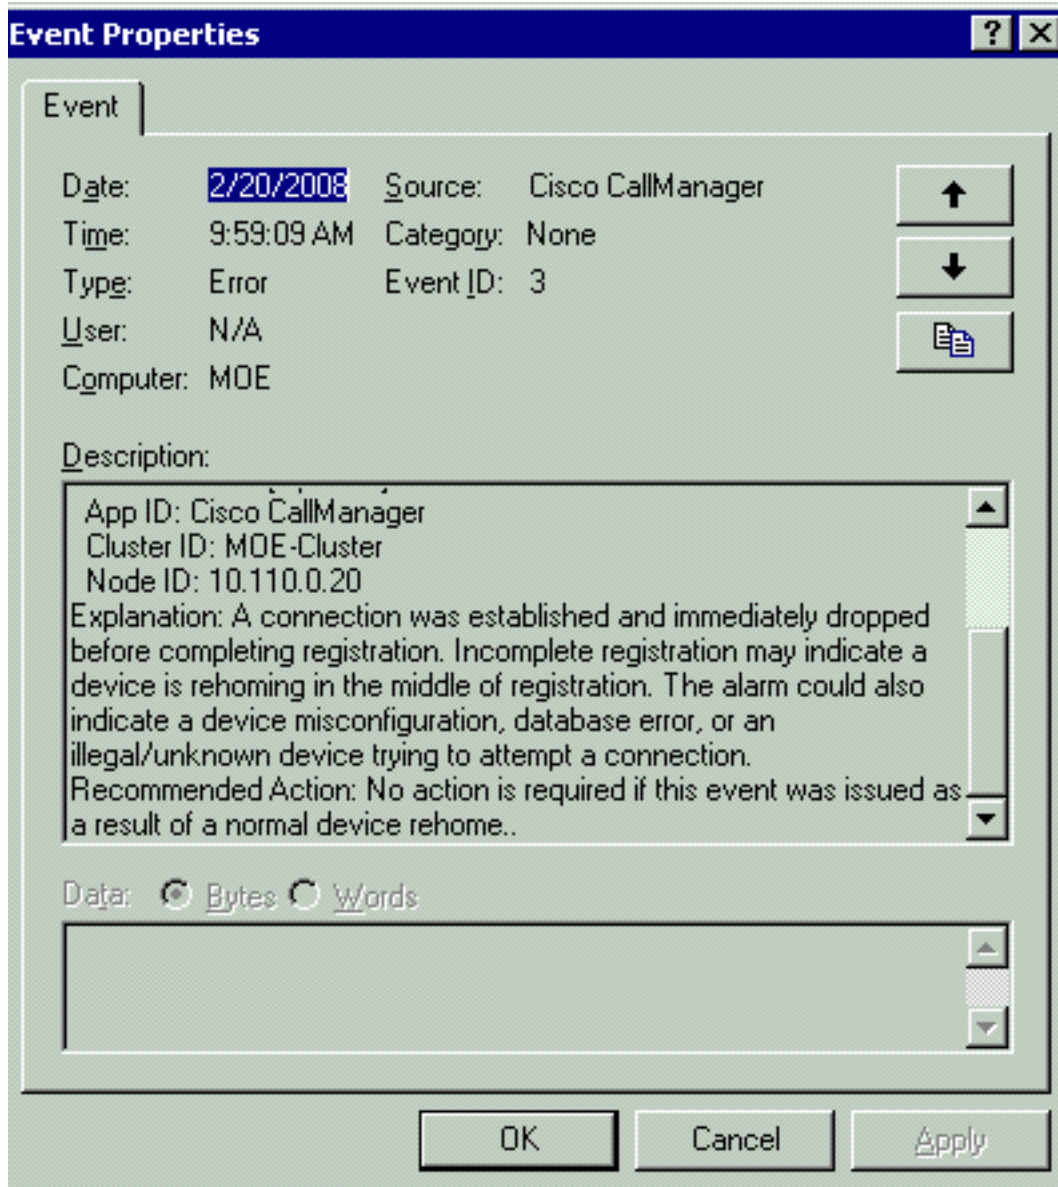 Event Properties
Event
Date: 2/20/2008 Source: Cisco CallManager
Time: 9:59:09 AM Category: None
Type: Error Event ID: 3
User: N/A
Computer: MOE
Description:
App ID: Cisco CallManager
Cluster ID: MOE-Cluster
Node ID: 10.110.0.20
Explanation: A connection was established and immediately dropped
before completing registration. Incomplete registration may indicate a
device is rehoming in the middle of registration. The alarm could also
indicate a device misconfiguration, database error, or an
illegal/unknown device trying to attempt a connection.
Recommended Action: No action is required if this event was issued as
a result of a normal device rehome..
Data: Bytes Words
OK Cancel Apply